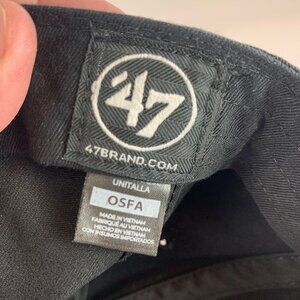 '47
47BRAND.COM
UNITALLA
OSFA
MADE IN VIETNAM
FABRIQUÉ AU VIETNAM
HECHO EN VIETNAM
CON INSUMOS IMPORTADOS